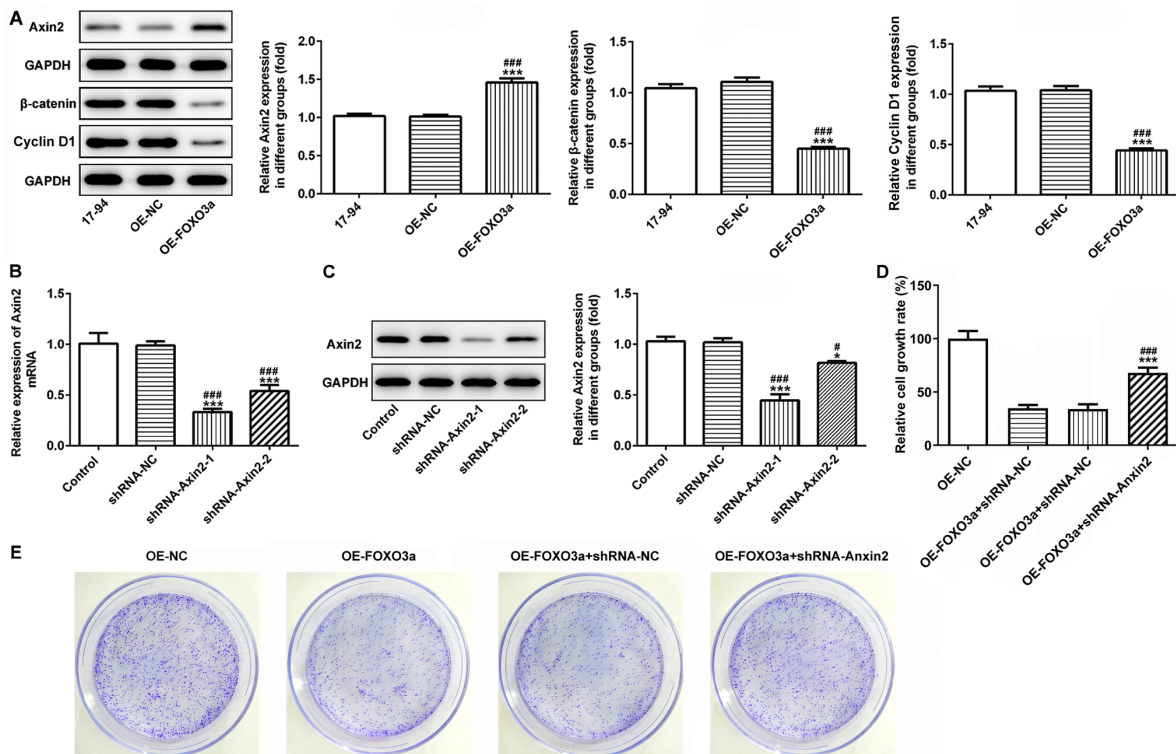 A
Axin2
GAPDH
β-catenin
Cyclin D1
GAPDH
17-94
OE-NC
OE-FOXO3a
Relative Axin2 expression
in different groups (fold)
2.0
1.5
1.0
0.5
0.0
###
***
17-94
OE-NC
OE-FOXO3a
Relative β-catenin expression
in different groups (fold)
1.5
1.0
0.5
0.0
###
***
17-94
OE-NC
OE-FOXO3a
Relative Cyclin D1 expression
in different groups (fold)
1.5
1.0
0.5
0.0
###
***
17-94
OE-NC
OE-FOXO3a
B
Relative expression of Axin2
mRNA
1.5
1.0
0.5
0.0
###
***
###
***
Control
shRNA-NC
shRNA-Axin2-1
shRNA-Axin2-2
C
Axin2
GAPDH
Control
shRNA-NC
shRNA-Axin2-1
shRNA-Axin2-2
Relative Axin2 expression
in different groups (fold)
1.5
1.0
0.5
0.0
###
***
#
*
Control
shRNA-NC
shRNA-Axin2-1
shRNA-Axin2-2
D
Relative cell growth rate (%)
150
100
50
0
###
***
OE-NC
OE-FOXO3a+shRNA-NC
OE-FOXO3a+shRNA-NC
OE-FOXO3a+shRNA-Anxin2
E
OE-NC
OE-FOXO3a
OE-FOXO3a+shRNA-NC
OE-FOXO3a+shRNA-Anxin2